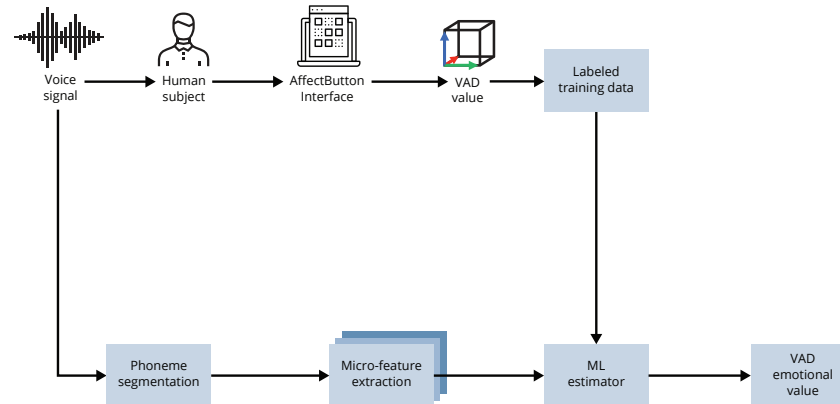 Voice
signal
Human
subject
AffectButton
Interface
VAD
value
Labeled
training data
Phoneme
segmentation
Micro-feature
extraction
ML
estimator
VAD
emotional
value